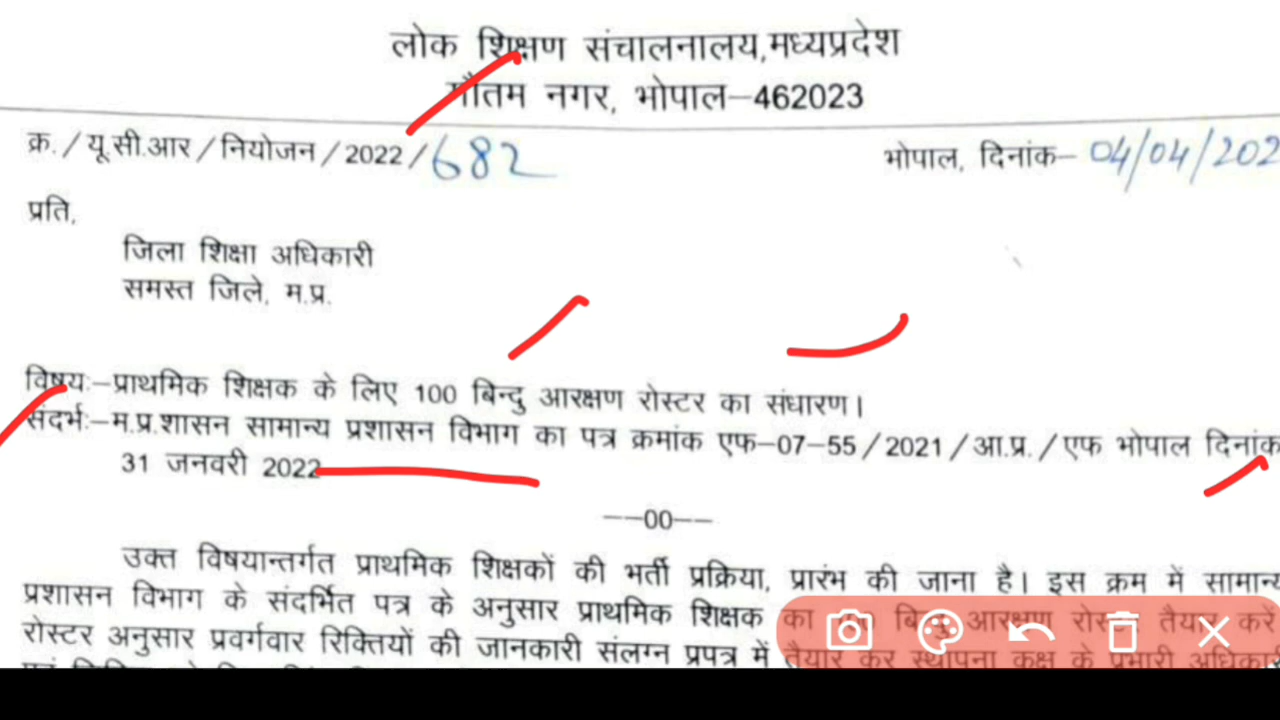 लोक शिक्षण संचालनालय,मध्यप्रदेश
गौतम नगर, भोपाल–462023
क्र./यू.सी.आर/नियोजन/2022/682
भोपाल, दिनांक– 04/04/202
प्रति,
जिला शिक्षा अधिकारी
समस्त जिले, म.प्र.
विषयः–प्राथमिक शिक्षक के लिए 100 बिन्दु आरक्षण रोस्टर का संधारण।
संदर्भः–म.प्र.शासन सामान्य प्रशासन विभाग का पत्र क्रमांक एफ–07–55/2021/आ.प्र./एफ भोपाल दिनांक
31 जनवरी 2022
––00––
उक्त विषयान्तर्गत प्राथमिक शिक्षकों की भर्ती प्रक्रिया, प्रारंभ की जाना है। इस क्रम में सामान्य
प्रशासन विभाग के संदर्भित पत्र के अनुसार प्राथमिक शिक्षक का 100 बिन्दु आरक्षण रोस्टर तैयार करें
रोस्टर अनुसार प्रवर्गवार रिक्तियों की जानकारी संलग्न प्रपत्र में तैयार कर स्थापना कक्ष के प्रभारी अधिकारी